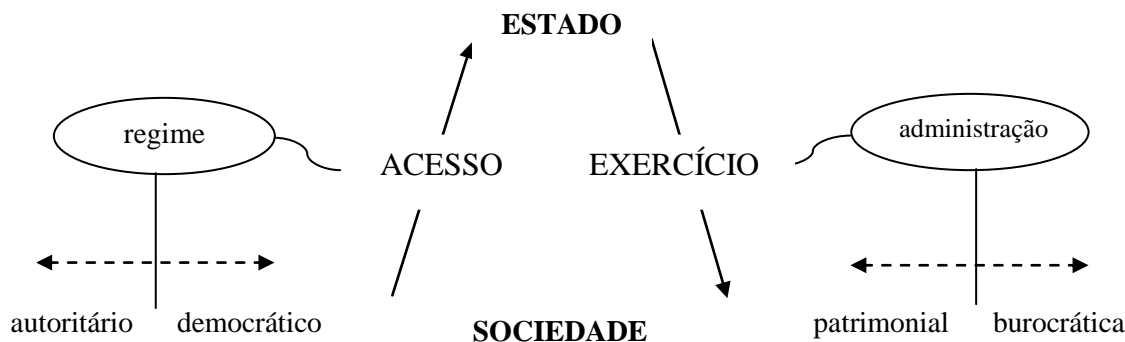 ESTADO
regime
administração
ACESSO
EXERCÍCIO
autoritário democrático
SOCIEDADE
patrimonial burocrática